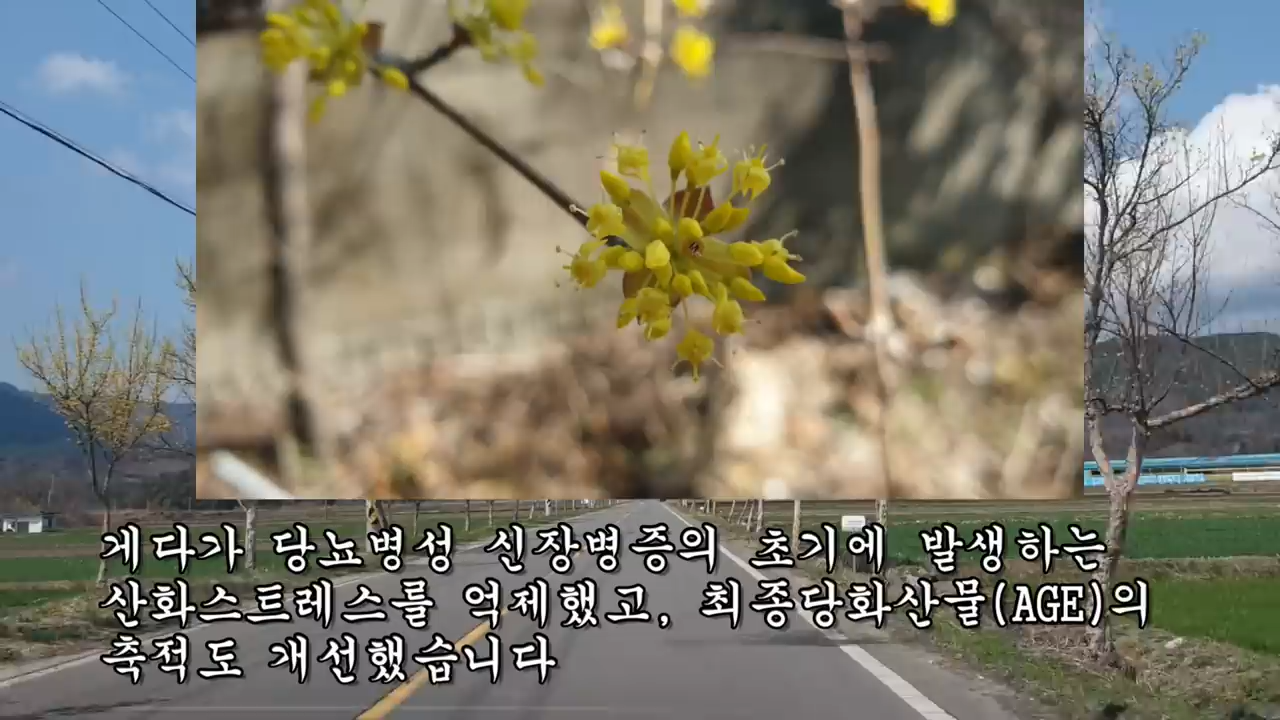 게다가 당뇨병성 신장병증의 초기에 발생하는
산화스트레스를 억제했고, 최종당화산물(AGE)의
축적도 개선했습니다